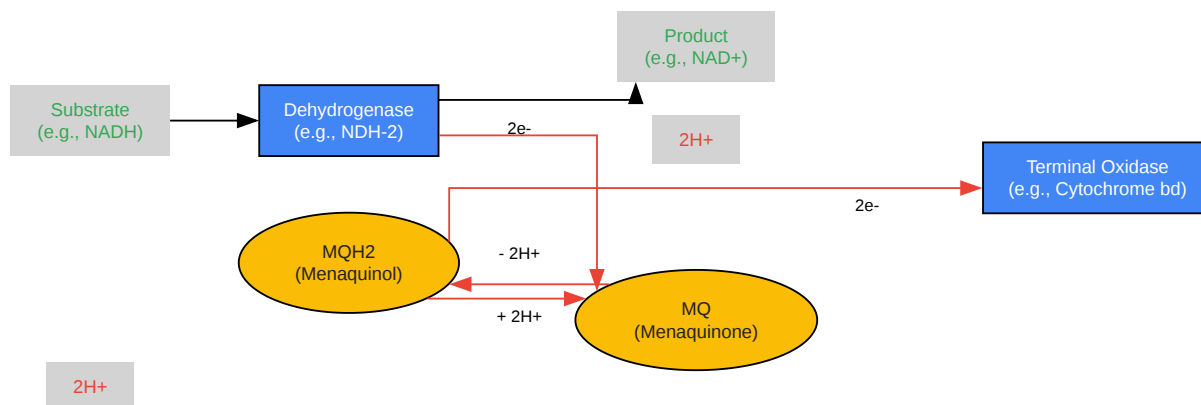 Product
(e.g., NAD+)
Substrate
(e.g., NADH)
Dehydrogenase
(e.g., NDH-2)
2e-
2H+
Terminal Oxidase
(e.g., Cytochrome bd)
2e-
MQH2
(Menaquinol)
- 2H+
+ 2H+
MQ
(Menaquinone)
2H+